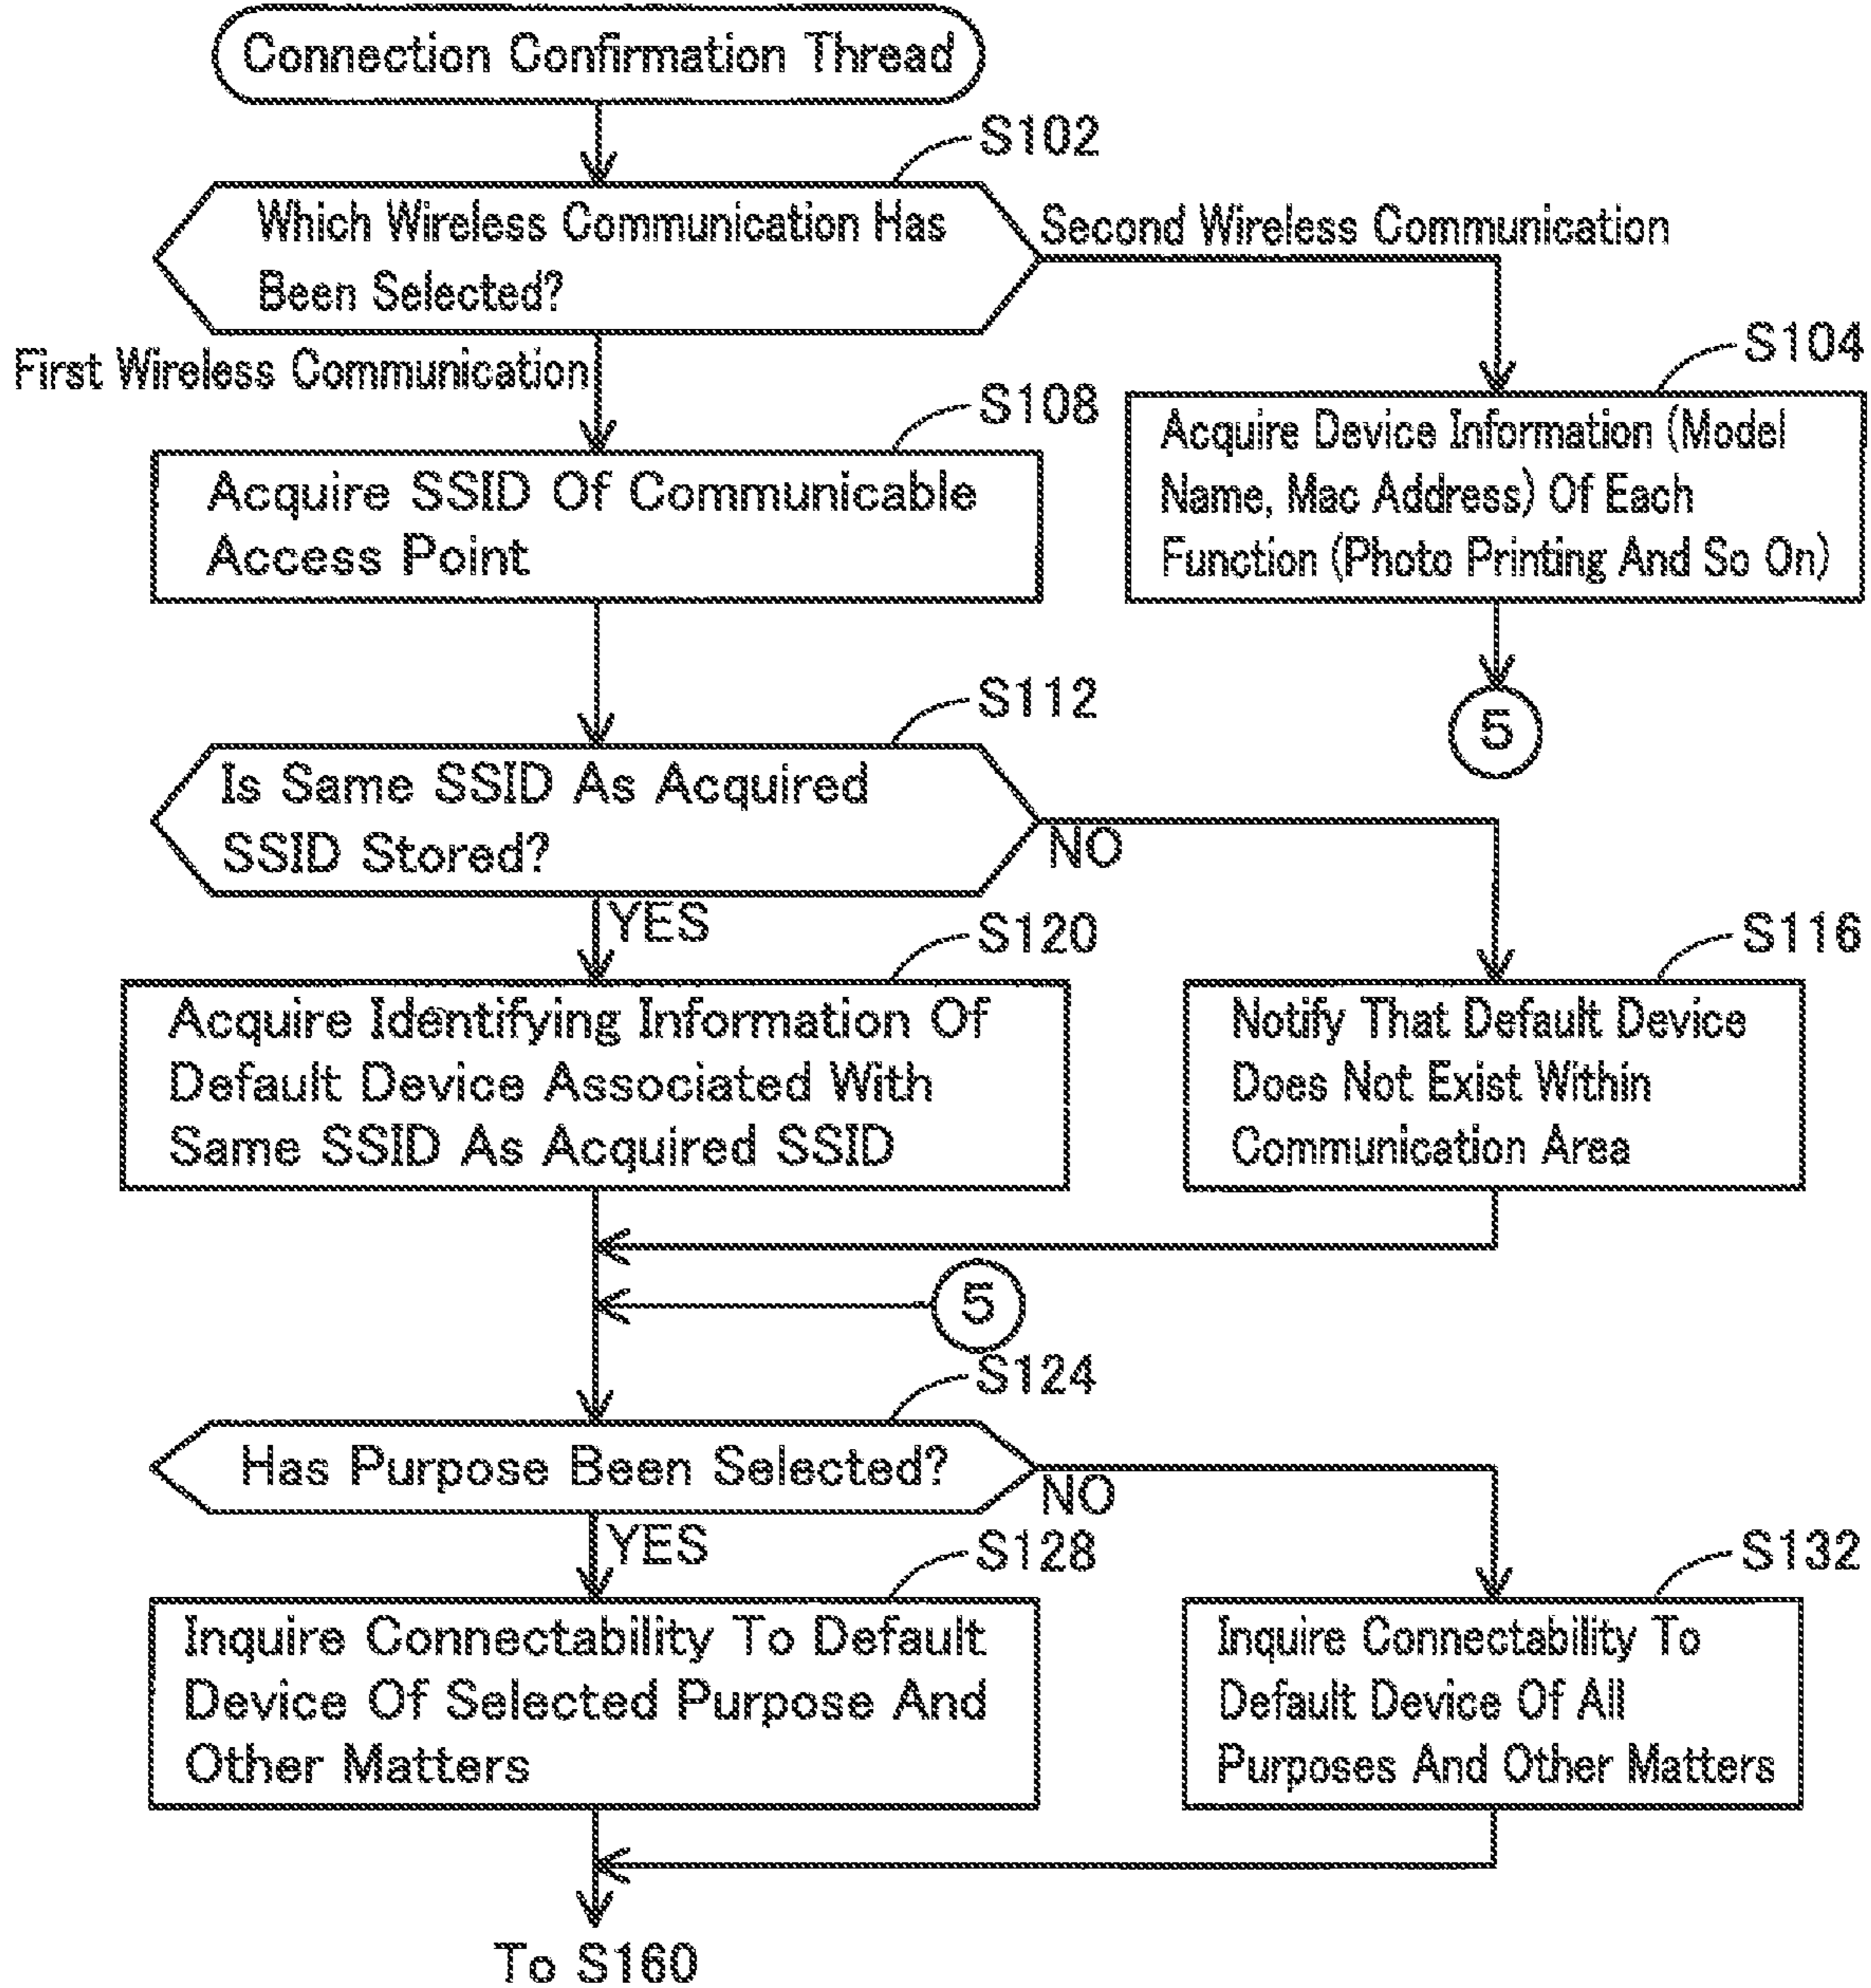 Connection Confirmation Thread
S102
Which Wireless Communication Has
Been Selected?
Second Wireless Communication
First Wireless Communication
S104
Acquire Device Information (Model
Name, Mac Address) Of Each
Function (Photo Printing And So On)
5
S108
Acquire SSID Of Communicable
Access Point
S112
Is Same SSID As Acquired
SSID Stored?
NO
YES
S120
Acquire Identifying Information Of
Default Device Associated With
Same SSID As Acquired SSID
S116
Notify That Default Device
Does Not Exist Within
Communication Area
5
S124
Has Purpose Been Selected?
NO
YES
S128
Inquire Connectability To Default
Device Of Selected Purpose And
Other Matters
S132
Inquire Connectability To
Default Device Of All
Purposes And Other Matters
To S160